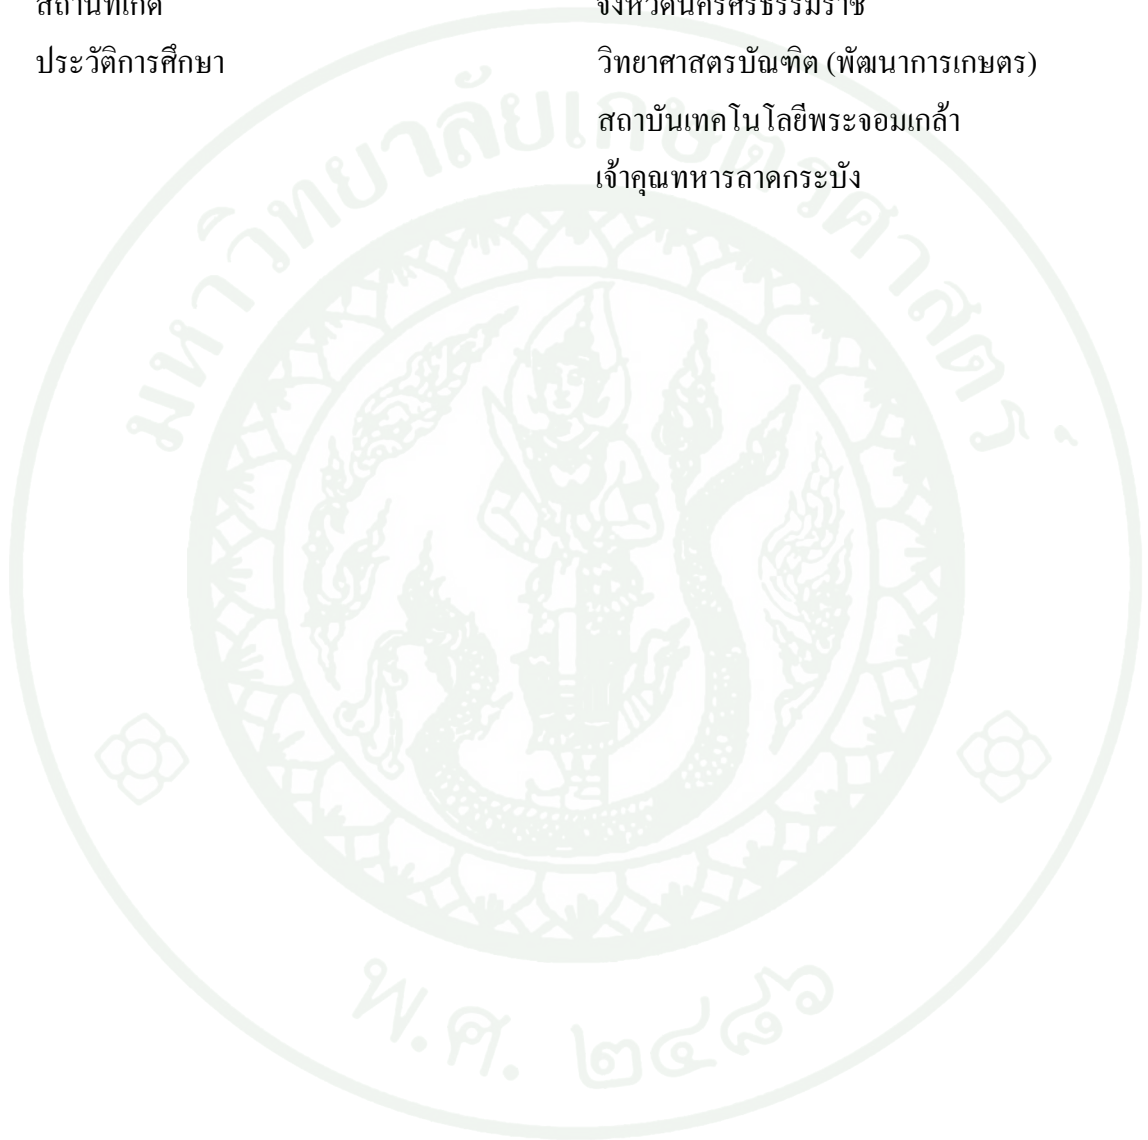 สถานที่เกิด จังหวัดนครศรีธรรมราช
ประวัติการศึกษา วิทยาศาสตรบัณฑิต (พัฒนาการเกษตร)
สถาบันเทคโนโลยีพระจอมเกล้า
เจ้าคุณทหารลาดกระบัง
มหาวิทยาลัยเกษตรศาสตร์
พ.ศ. ๒๔๘๖